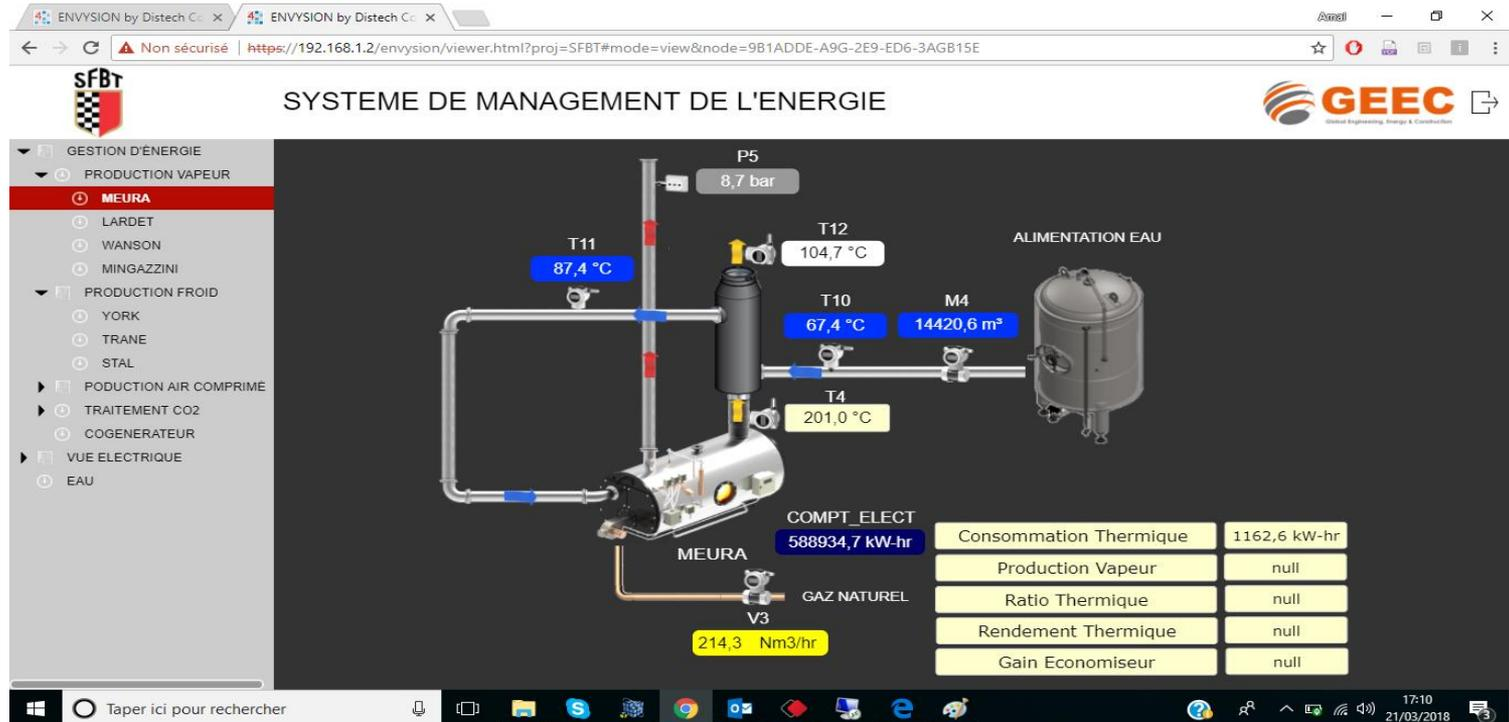 ENVYSION by Distech Co
ENVYSION by Distech Co
Amal
Non sécurisé | https://192.168.1.2/envysion/viewer.html?proj=SFBT#mode=view&node=9B1ADDE-A9G-2E9-ED6-3AGB15E
SFBT
SYSTEME DE MANAGEMENT DE L'ENERGIE
GEEC
Global Engineering, Energy & Construction
GESTION D'ÉNERGIE
PRODUCTION VAPEUR
MEURA
LARDET
WANSON
MINGAZZINI
PRODUCTION FROID
YORK
TRANE
STAL
PODUCTION AIR COMPRIMÉ
TRAITEMENT CO2
COGENERATEUR
VUE ELECTRIQUE
EAU
P5
8,7 bar
T12
104,7 °C
T11
87,4 °C
ALIMENTATION EAU
T10
67,4 °C
M4
14420,6 m³
T4
201,0 °C
COMPT_ELECT
588934,7 kW-hr
MEURA
GAZ NATUREL
V3
214,3 Nm3/hr
Consommation Thermique 1162,6 kW-hr
Production Vapeur null
Ratio Thermique null
Rendement Thermique null
Gain Economiseur null
Taper ici pour rechercher
17:10
21/03/2018